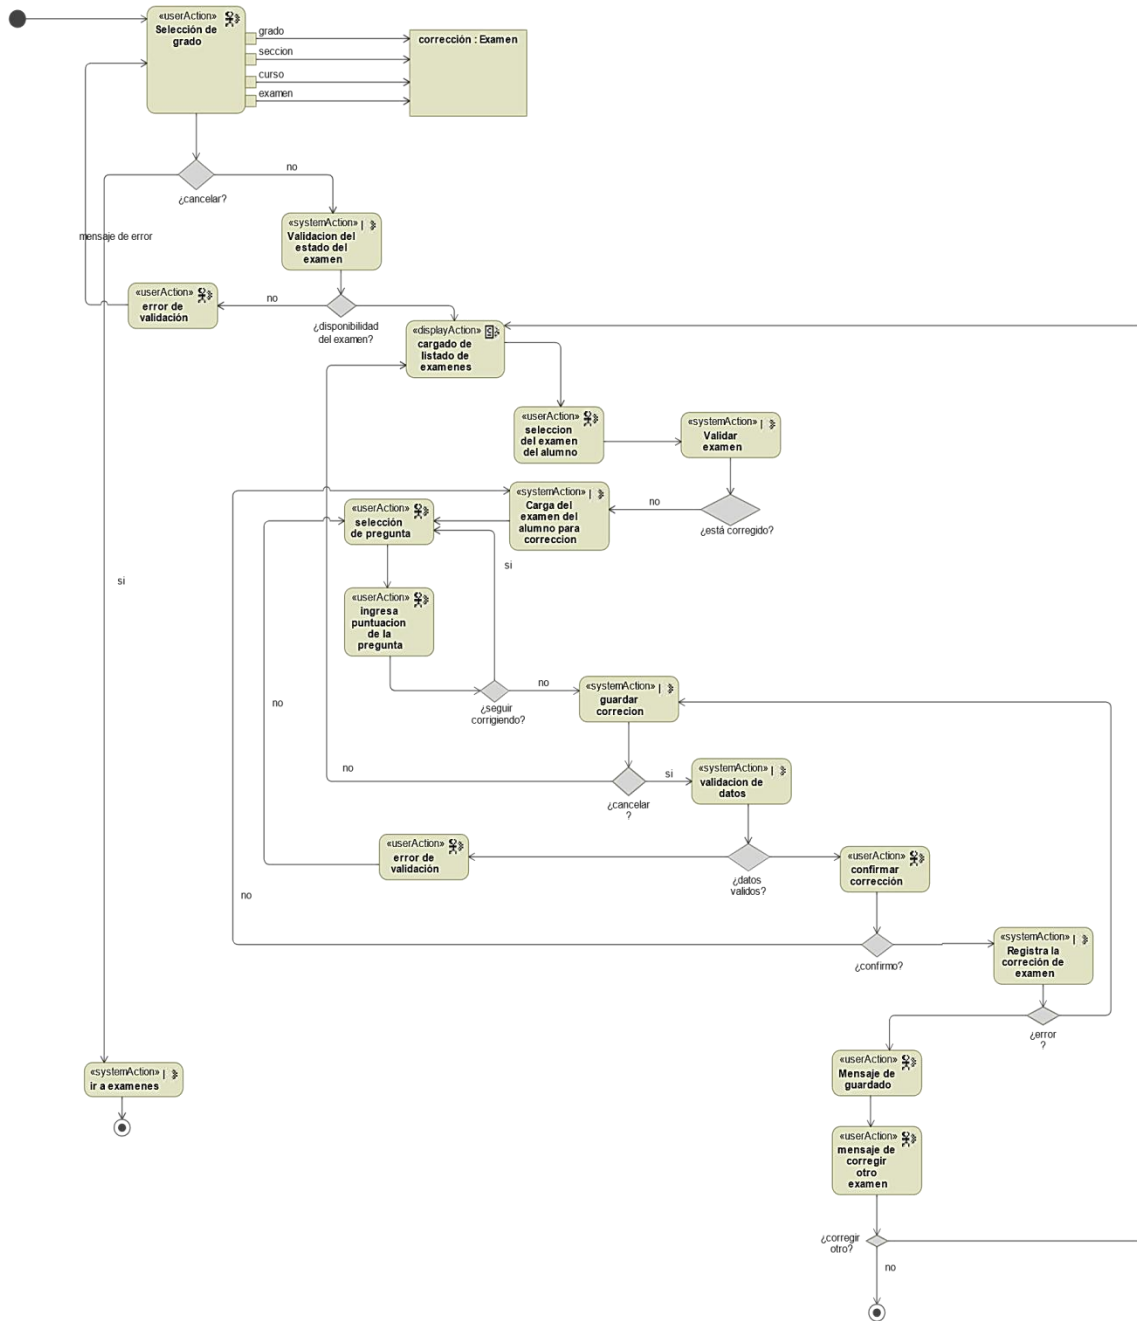 «userAction»
Selección de
grado
grado
seccion
curso
examen
corrección : Examen
no
¿cancelar?
«systemAction»
Validacion del
estado del
examen
mensaje de error
«userAction»
error de
validación
no
¿disponibilidad
del examen?
«displayAction»
cargado de
listado de
examenes
«userAction»
seleccion
del examen
del alumno
«systemAction»
Validar
examen
no
¿está corregido?
«systemAction»
Carga del
examen del
alumno para
correccion
«userAction»
selección
de pregunta
si
si
«userAction»
ingresa
puntuacion
de la
pregunta
no
¿seguir
corrigiendo?
no
«systemAction»
guardar
correcion
no
¿cancelar
?
si
«systemAction»
validacion de
datos
«userAction»
error de
validación
¿datos
validos?
«userAction»
confirmar
corrección
no
¿confirmo?
«systemAction»
Registra la
correción de
examen
¿error
?
«systemAction»
ir a examenes
«userAction»
Mensaje de
guardado
«userAction»
mensaje de
corregir
otro
examen
¿corregir
otro?
no